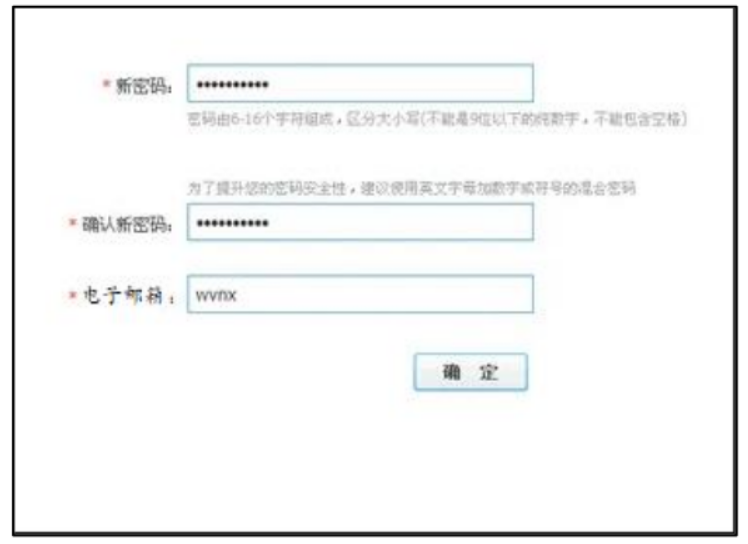 * 新密码: ••••••••••
密码由6-16个字符组成,区分大小写(不能是9位以下的纯数字,不能包含空格)
为了提升您的密码安全性,建议使用英文字母加数字或符号的混合密码
* 确认新密码: ••••••••••
* 电子邮箱: wvnx
确 定